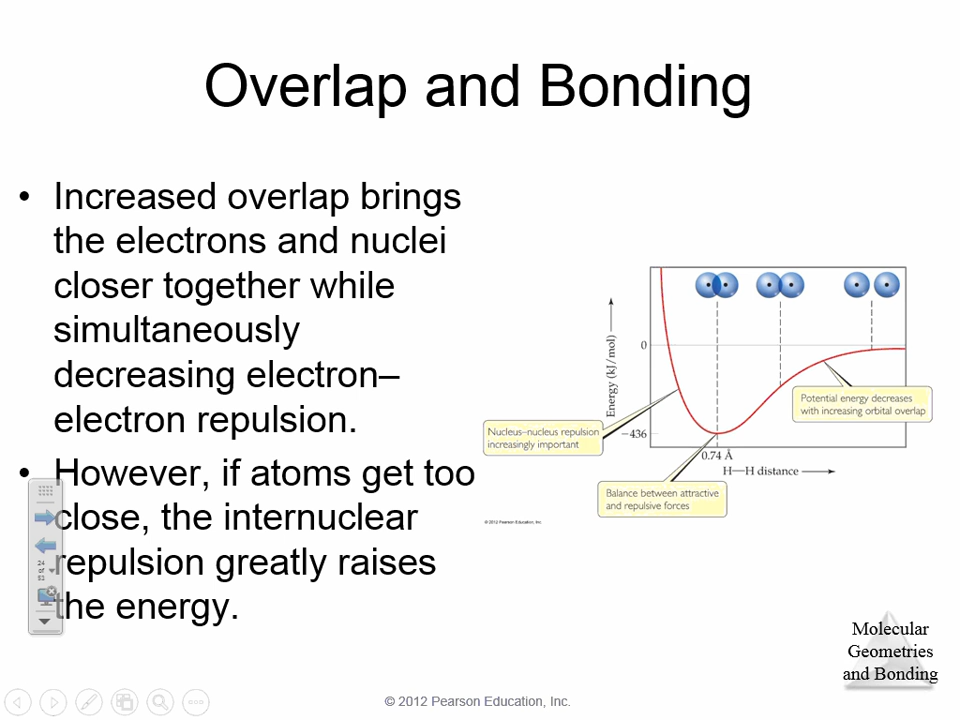 Overlap and Bonding
• Increased overlap brings
the electrons and nuclei
closer together while
simultaneously
decreasing electron–
electron repulsion.
• However, if atoms get too
close, the internuclear
repulsion greatly raises
the energy.
24
of
Energy (kJ/mol)
0
−436
0.74 Å
H—H distance
Nucleus–nucleus repulsion
increasingly important
Potential energy decreases
with increasing orbital overlap
Balance between attractive
and repulsive forces
© 2012 Pearson Education, Inc.
Molecular
Geometries
and Bonding
© 2012 Pearson Education, Inc.